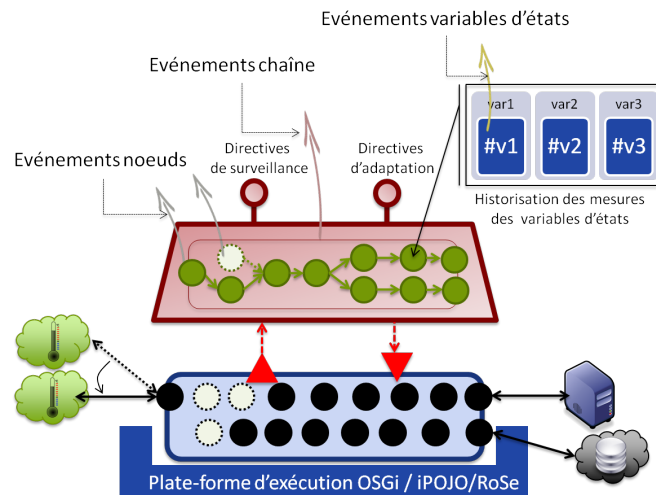 Evénements variables d'états
Evénements chaîne
var1 var2 var3
#v1 #v2 #v3
Directives
de surveillance
Directives
d'adaptation
Evénements noeuds
Historisation des mesures
des variables d'états
Plate-forme d'exécution OSGi / iPOJO/RoSe